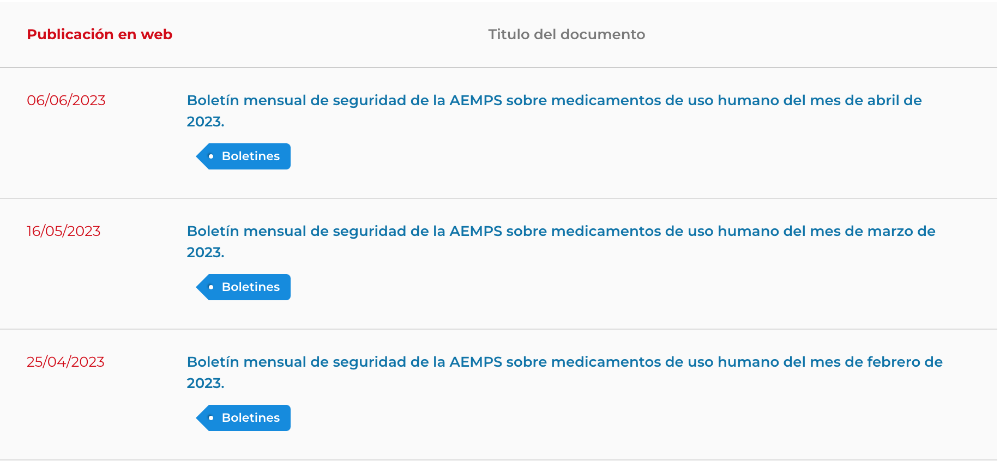 Publicación en web
Titulo del documento
06/06/2023
Boletín mensual de seguridad de la AEMPS sobre medicamentos de uso humano del mes de abril de
2023.
Boletines
16/05/2023
Boletín mensual de seguridad de la AEMPS sobre medicamentos de uso humano del mes de marzo de
2023.
Boletines
25/04/2023
Boletín mensual de seguridad de la AEMPS sobre medicamentos de uso humano del mes de febrero de
2023.
Boletines